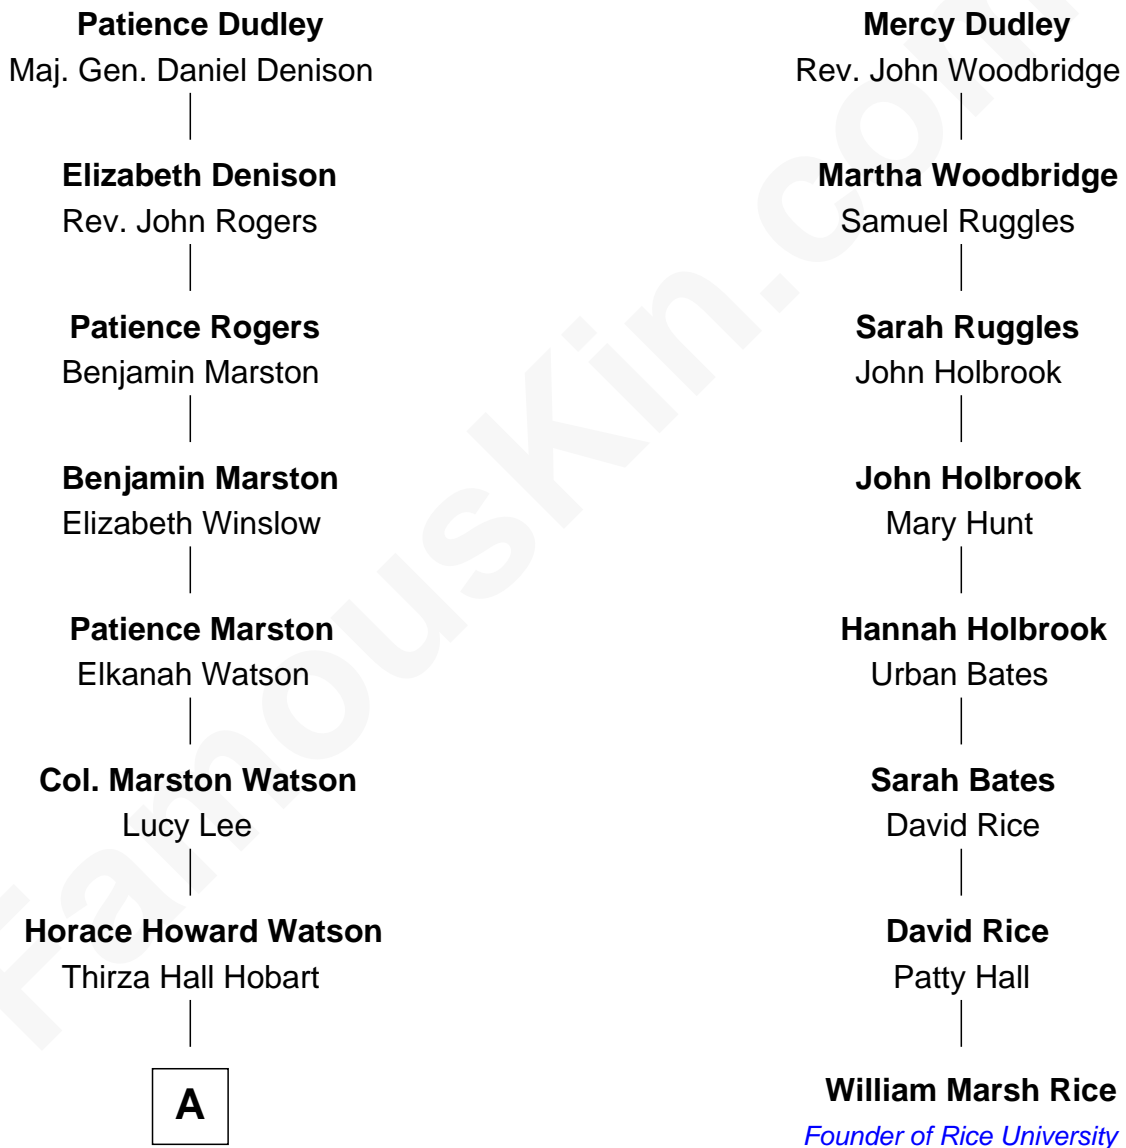 Patience Dudley
Maj. Gen. Daniel Denison
Elizabeth Denison
Rev. John Rogers
Patience Rogers
Benjamin Marston
Benjamin Marston
Elizabeth Winslow
Patience Marston
Elkanah Watson
Col. Marston Watson
Lucy Lee
Horace Howard Watson
Thirza Hall Hobart
A
Mercy Dudley
Rev. John Woodbridge
Martha Woodbridge
Samuel Ruggles
Sarah Ruggles
John Holbrook
John Holbrook
Mary Hunt
Hannah Holbrook
Urban Bates
Sarah Bates
David Rice
David Rice
Patty Hall
William Marsh Rice
Founder of Rice University
FamousKin.com